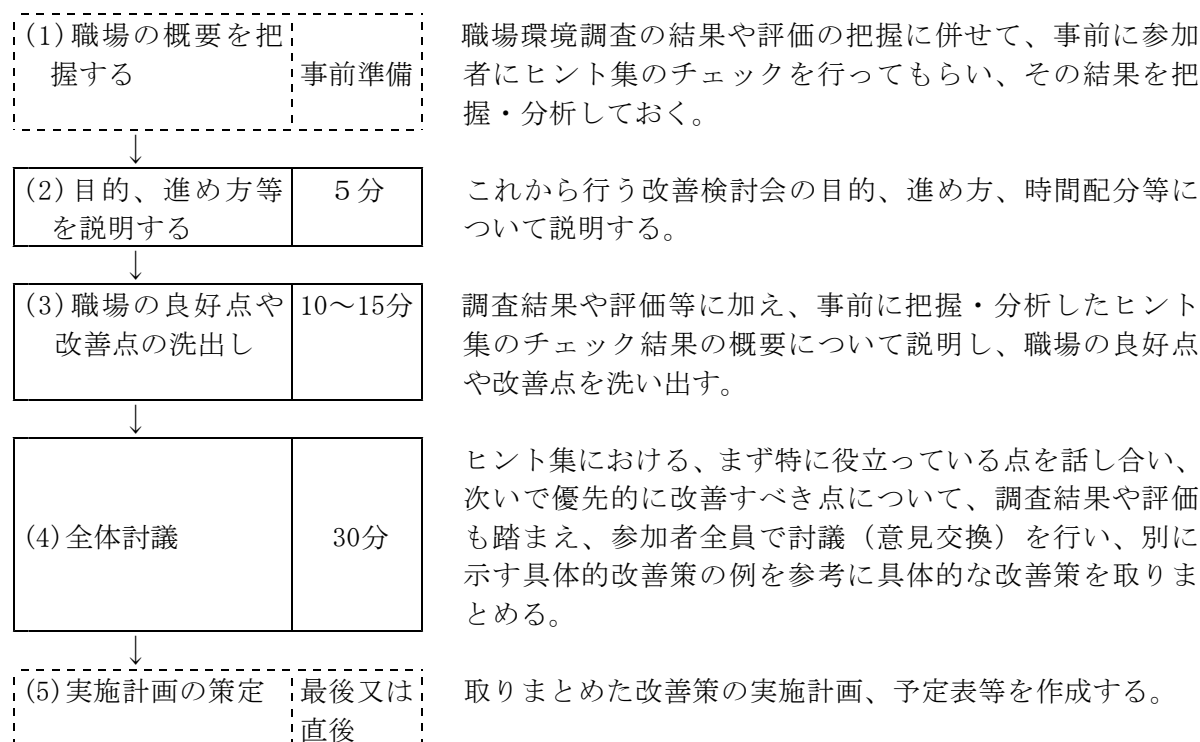 (1)職場の概要を把
握する 事前準備
職場環境調査の結果や評価の把握に併せて、事前に参加
者にヒント集のチェックを行ってもらい、その結果を把
握・分析しておく。
↓
(2)目的、進め方等 5分
を説明する
これから行う改善検討会の目的、進め方、時間配分等に
ついて説明する。
↓
(3)職場の良好点や 10～15分
改善点の洗出し
調査結果や評価等に加え、事前に把握・分析したヒント
集のチェック結果の概要について説明し、職場の良好点
や改善点を洗い出す。
↓
(4)全体討議 30分
ヒント集における、まず特に役立っている点を話し合い、
次いで優先的に改善すべき点について、調査結果や評価
も踏まえ、参加者全員で討議（意見交換）を行い、別に
示す具体的改善策の例を参考に具体的な改善策を取りま
とめる。
↓
(5)実施計画の策定 最後又は
直後
取りまとめた改善策の実施計画、予定表等を作成する。